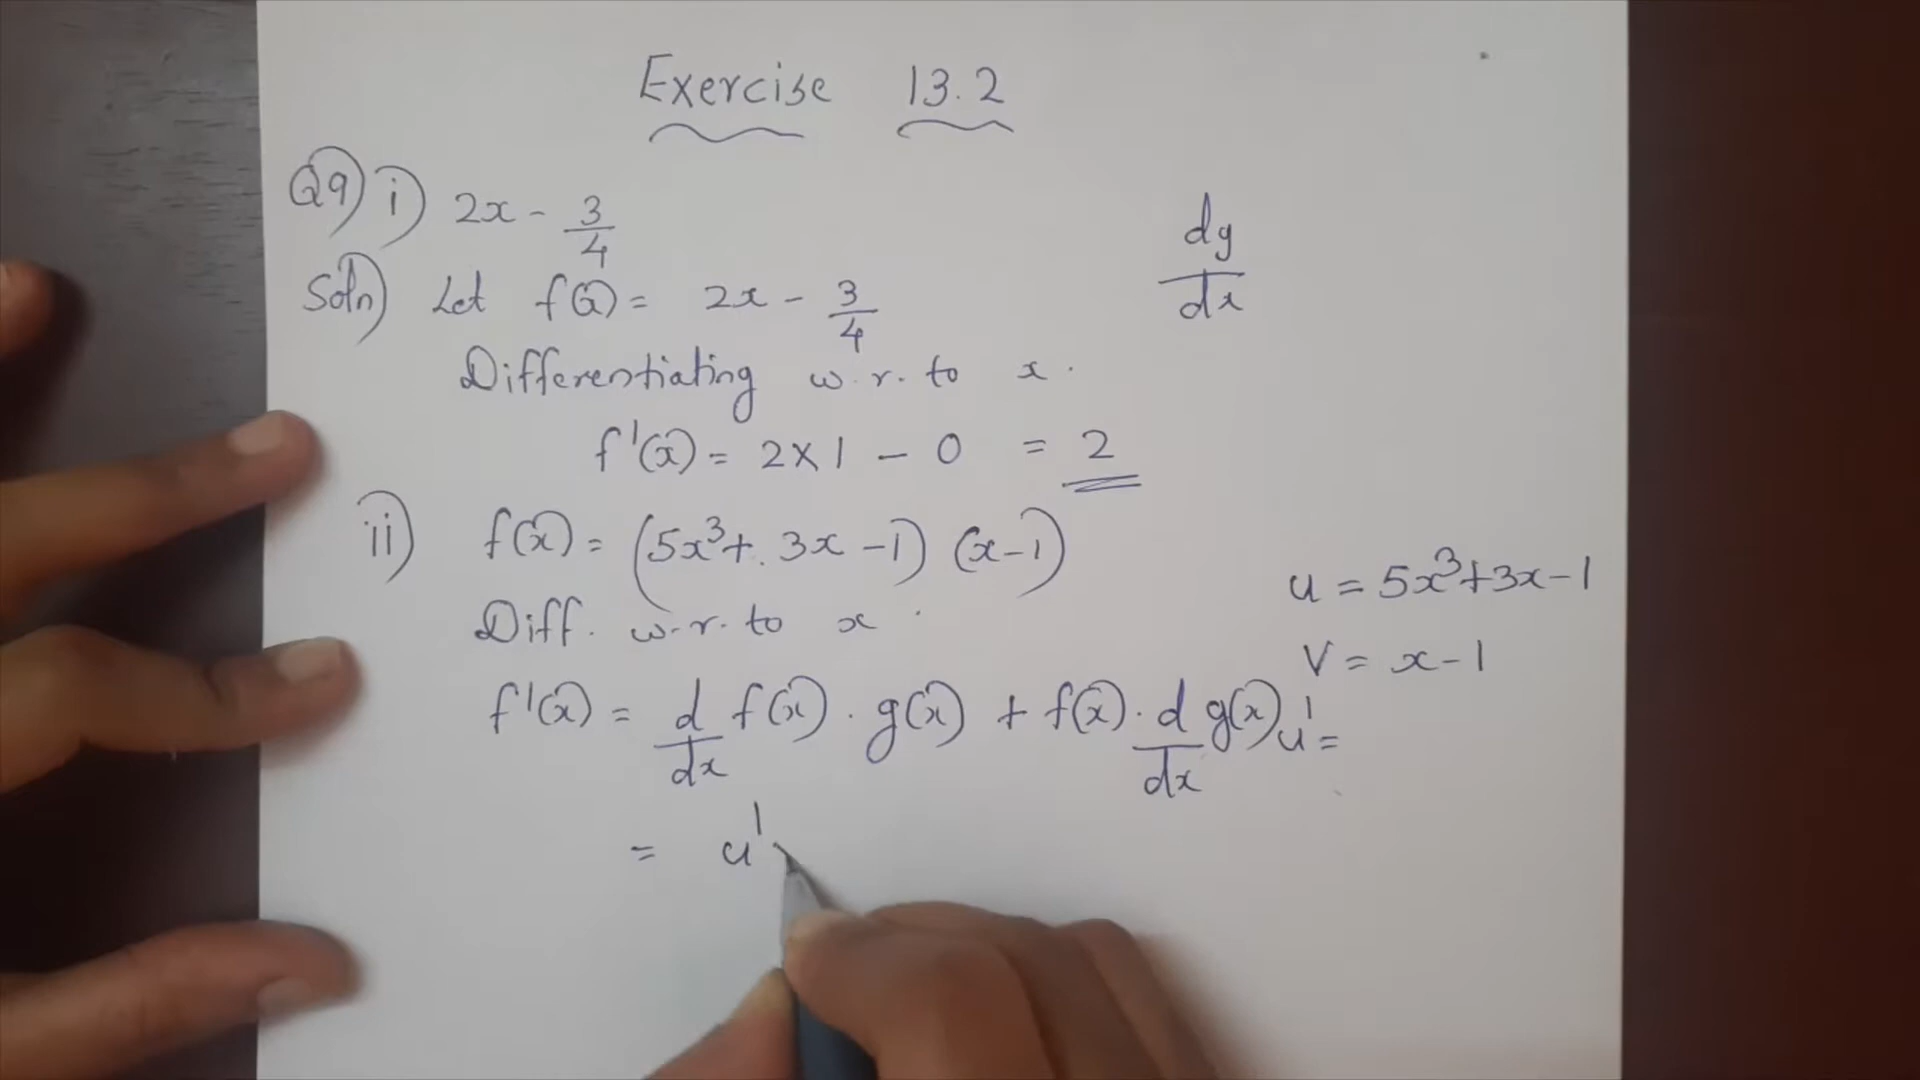 Exercise 13.2
Q9) i) 2x - 3/4
Soln) Let f(x) = 2x - 3/4
dy/dx
Differentiating w.r. to x.
f'(x) = 2×1 - 0 = 2
ii) f(x) = (5x³ + 3x - 1) (x-1)
u = 5x³+3x-1
Diff. w.r. to x.
v = x-1
f'(x) = d/dx f(x) . g(x) + f(x) . d/dx g(x)
u' =
= u'